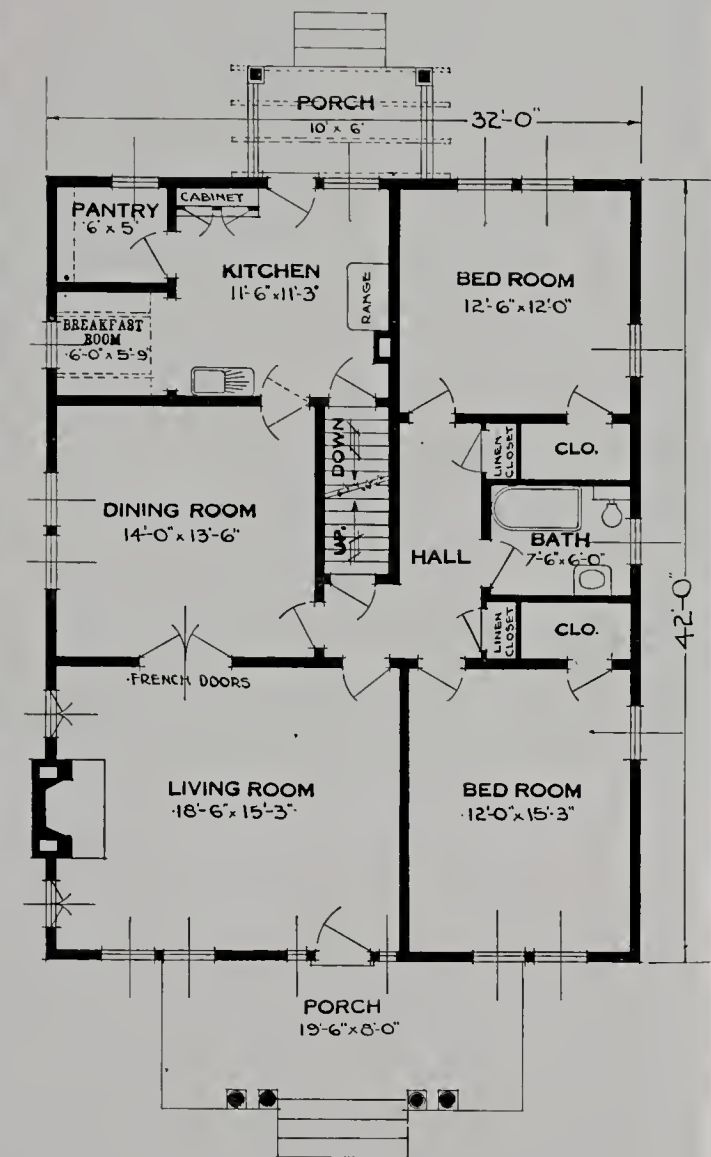 PORCH
10' x 6'
32'-0"
CABINET
PANTRY
6' x 5'
KITCHEN
11'-6" x 11'-3"
RANGE
BED ROOM
12'-6" x 12'-0"
BREAKFAST
ROOM
6'-0" x 5'-9"
DOWN
UP.
LINEN
CLOSET
CLO.
DINING ROOM
14'-0" x 13'-6"
HALL
BATH
7'-6" x 6'-0"
42'-0"
LINEN
CLOSET
CLO.
FRENCH DOORS
LIVING ROOM
18'-6" x 15'-3"
BED ROOM
12'-0" x 15'-3"
PORCH
19'-6" x 8'-0"